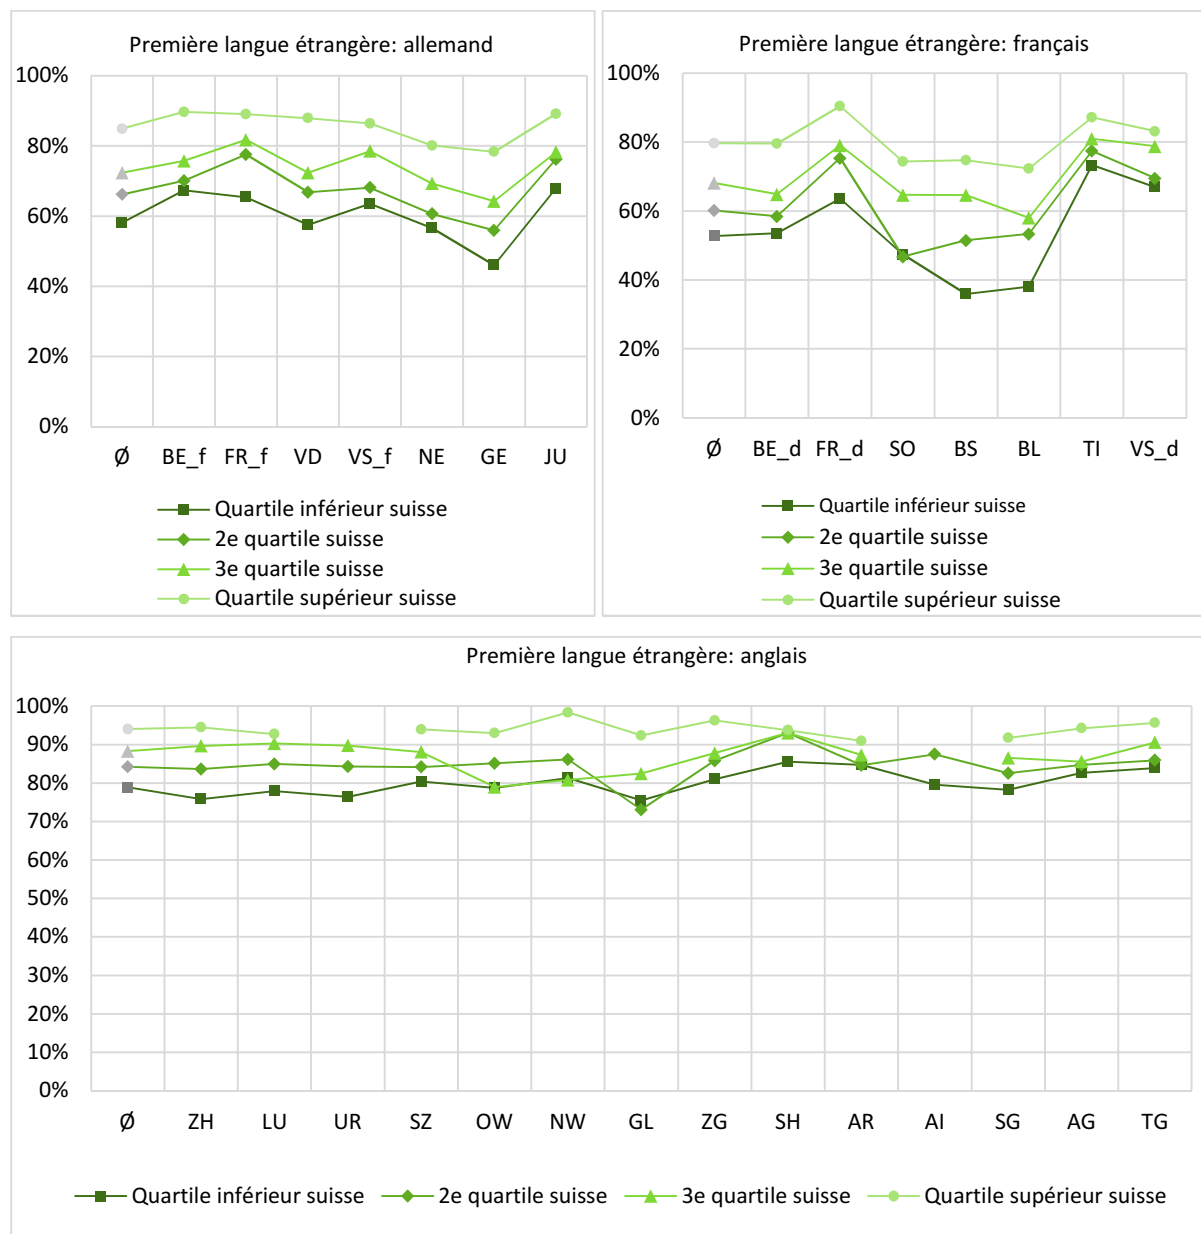 Première langue étrangère: allemand
100%
80%
60%
40%
20%
0%
Ø BE_f FR_f VD VS_f NE GE JU
Quartile inférieur suisse
2e quartile suisse
3e quartile suisse
Quartile supérieur suisse
Première langue étrangère: français
100%
80%
60%
40%
20%
0%
Ø BE_d FR_d SO BS BL TI VS_d
Quartile inférieur suisse
2e quartile suisse
3e quartile suisse
Quartile supérieur suisse
Première langue étrangère: anglais
100%
90%
80%
70%
60%
50%
40%
30%
20%
10%
0%
Ø ZH LU UR SZ OW NW GL ZG SH AR AI SG AG TG
Quartile inférieur suisse 2e quartile suisse 3e quartile suisse Quartile supérieur suisse